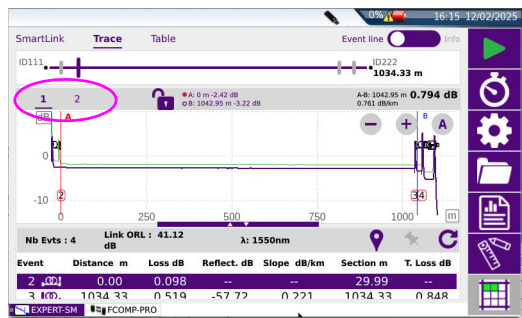 0% 16:15 12/02/2025
SmartLink Trace Table Event line Info
ID111 ID222
1034.33 m
1 2 A: 0 m -2.42 dB A-B: 1042.95 m 0.794 dB
B: 1042.95 m -3.22 dB 0.761 dB/km
dB A B − + A
0
-10 2 34
0 250 500 750 1000 m
Nb Evts : 4 Link ORL : 41.12 dB λ: 1550nm
Event Distance m Loss dB Reflect. dB Slope dB/km Section m T. Loss dB
2 0.00 0.098 -- -- 29.99 --
3 1034.33 0.519 -57.72 0.221 1034.33 0.848
EXPERT-SM FCOMP-PRO